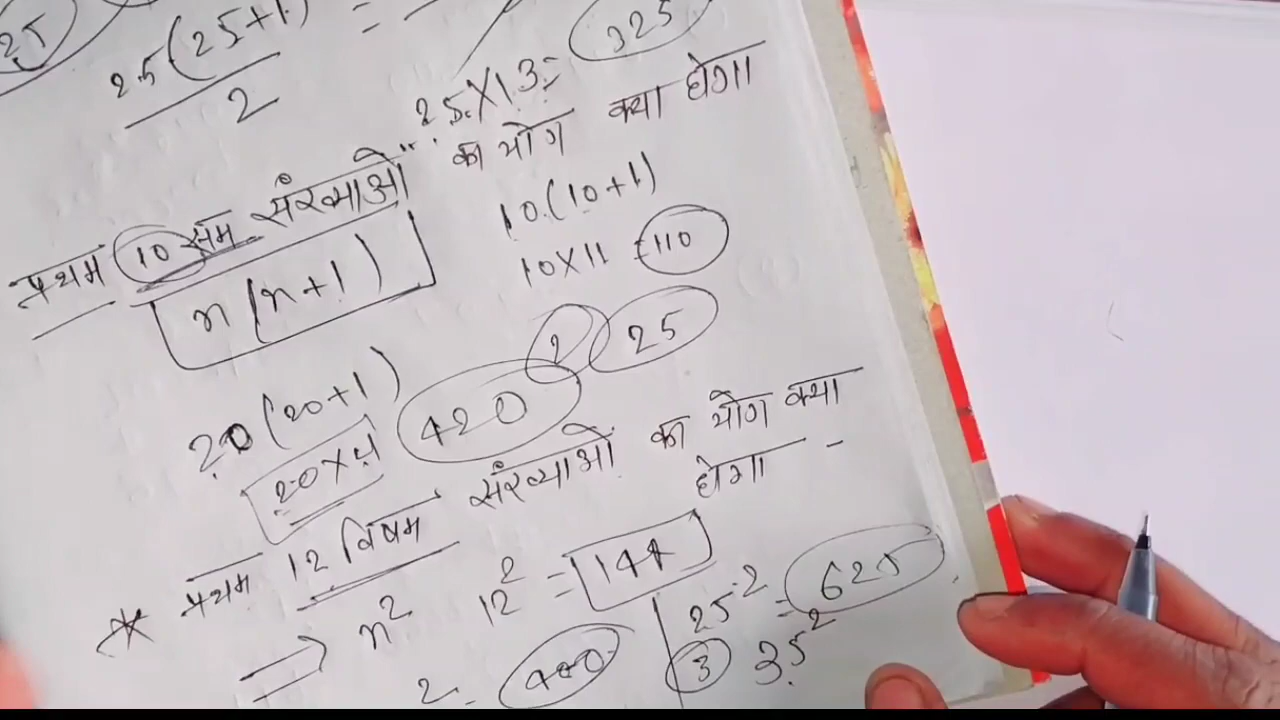 25
25(25+1) =
2
25×13= 325
प्रथम 10 सम संख्याओं का योग क्या होगा
n(n+1)
10(10+1)
10×11 = 110
2 25
20(20+1)
420
20×21
* प्रथम 12 विषम संख्याओं का योग क्या
होगा -
⇒ n² 12² = 144
25² = 625
2 = 400
3 35²